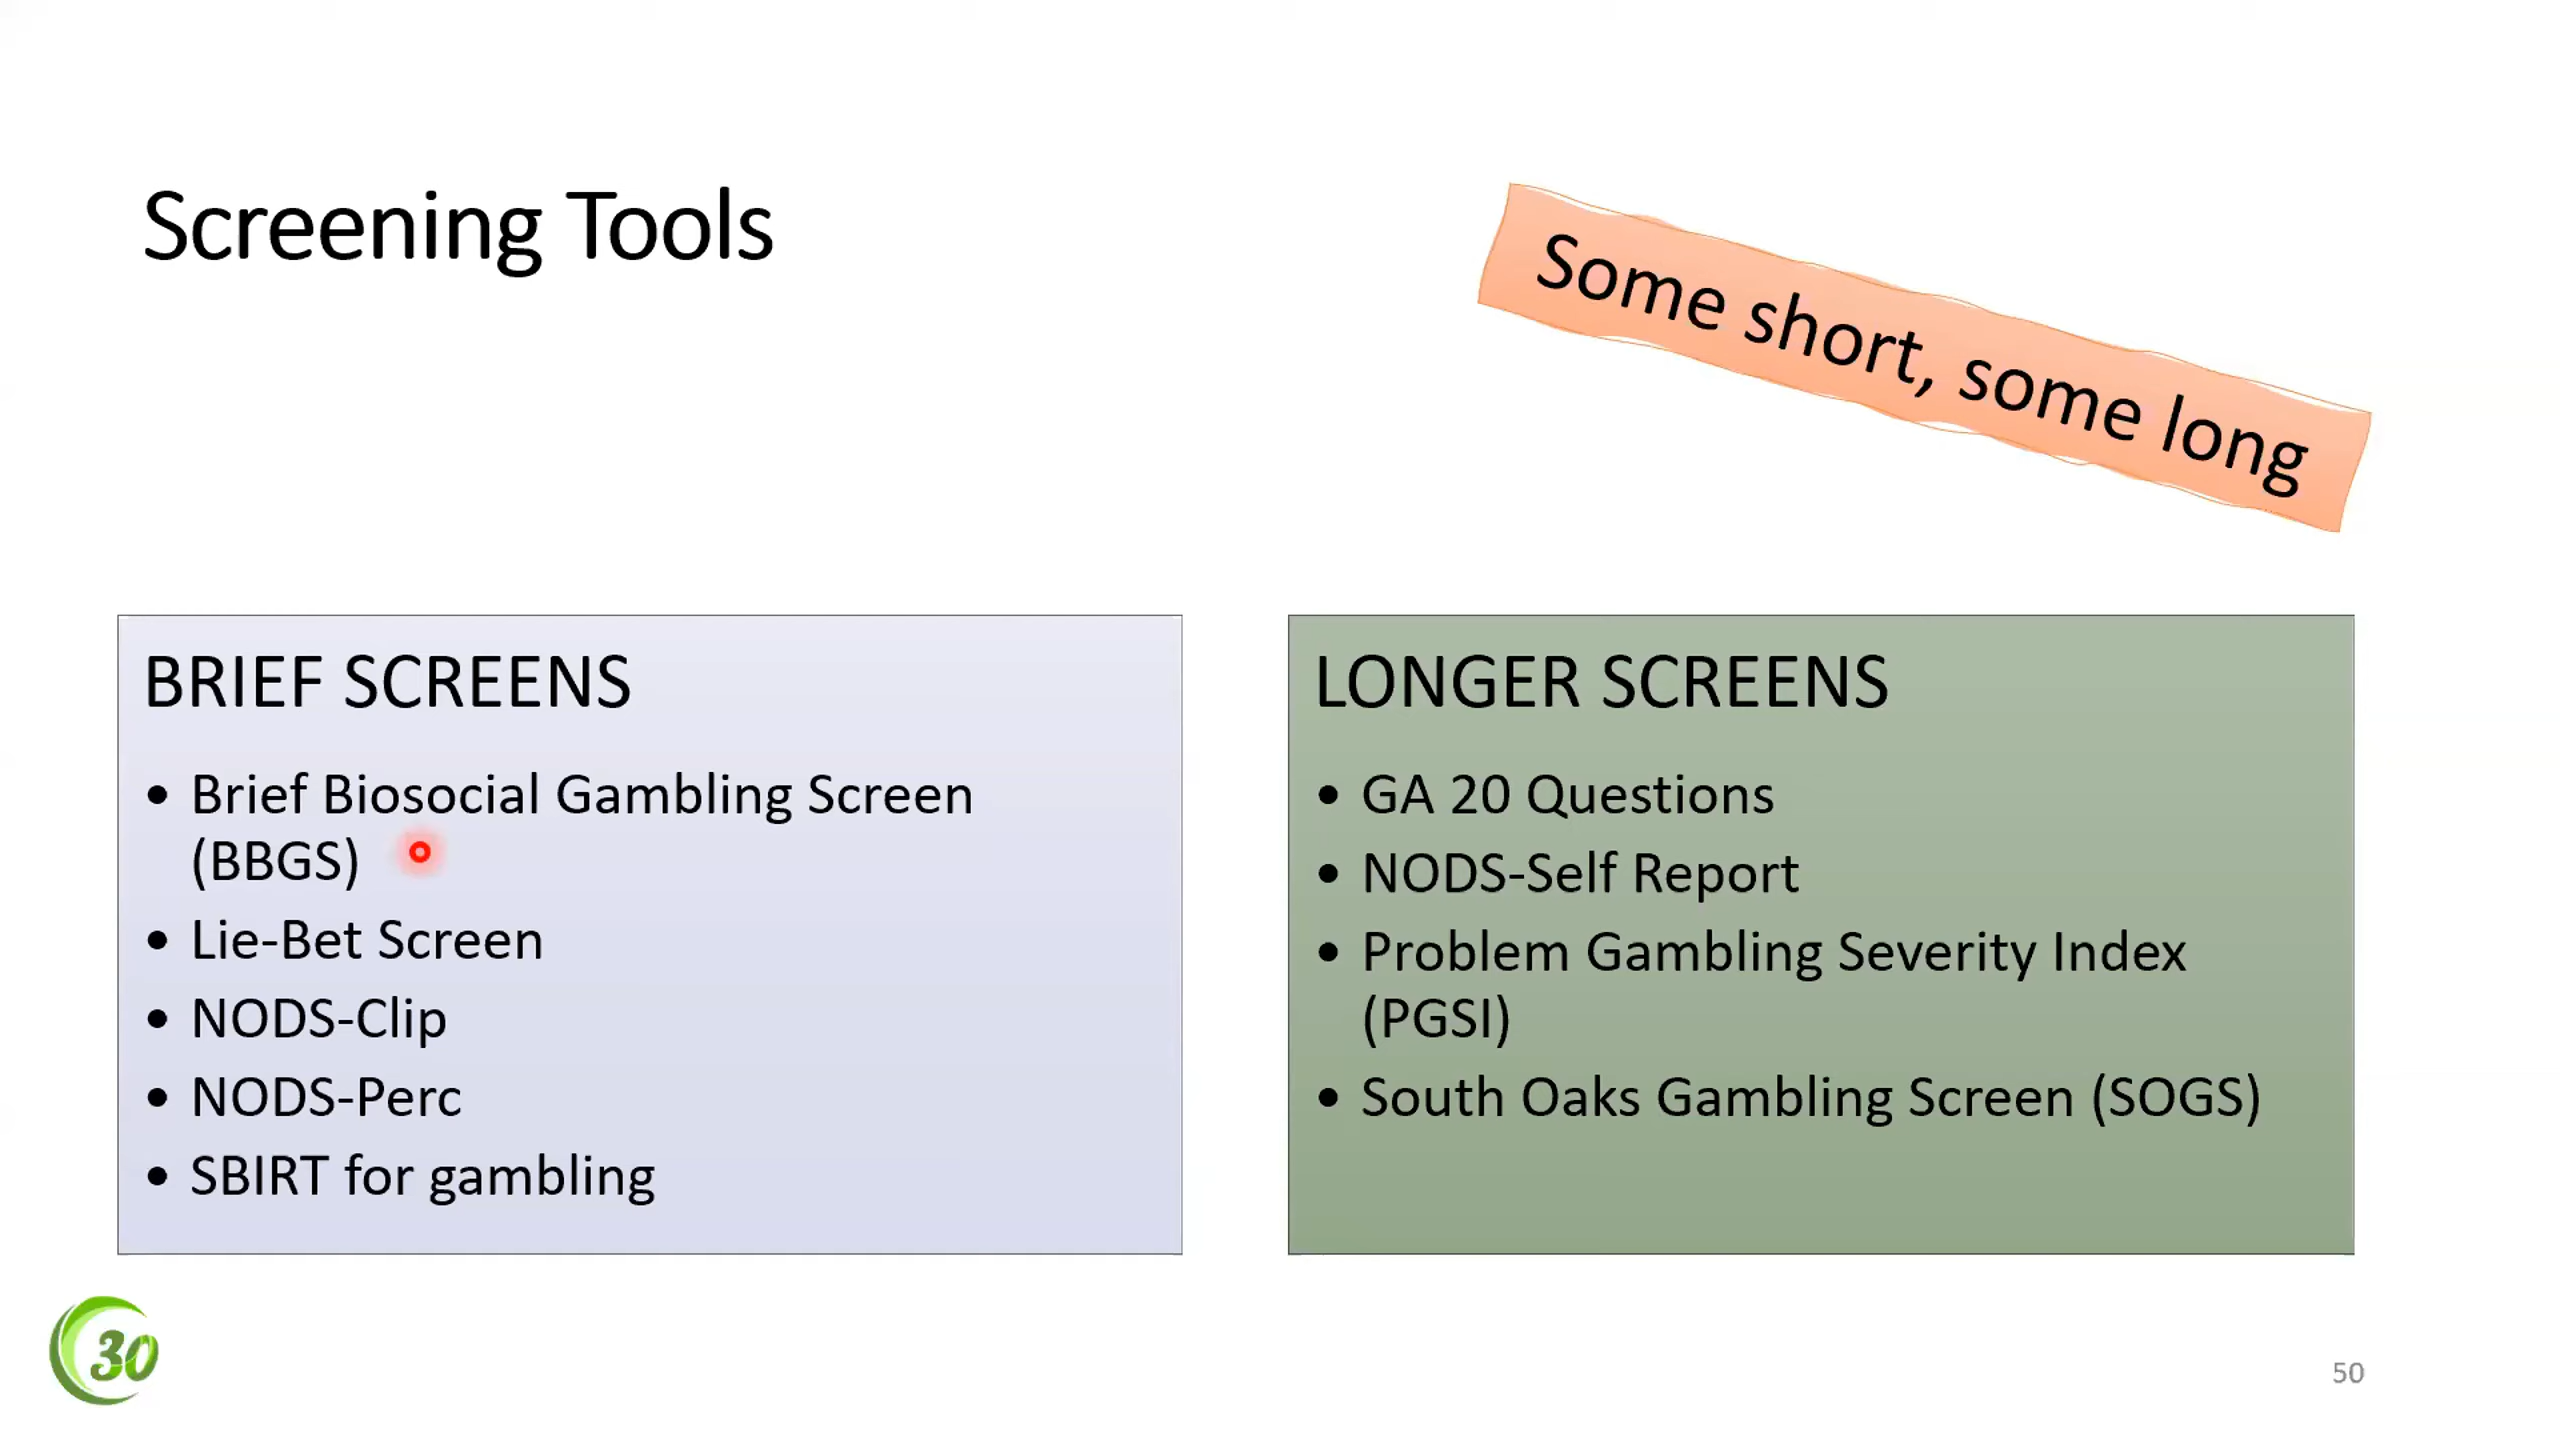 Screening Tools
Some short, some long
BRIEF SCREENS
• Brief Biosocial Gambling Screen
(BBGS)
• Lie-Bet Screen
• NODS-Clip
• NODS-Perc
• SBIRT for gambling
LONGER SCREENS
• GA 20 Questions
• NODS-Self Report
• Problem Gambling Severity Index
(PGSI)
• South Oaks Gambling Screen (SOGS)
30
50